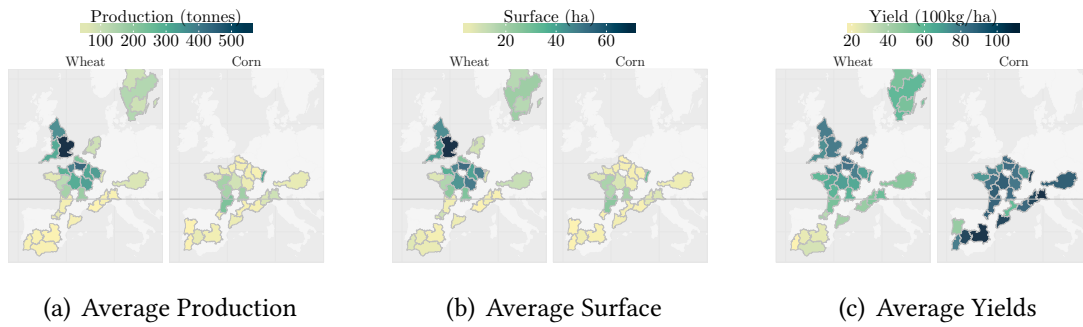 Production (tonnes)
100 200 300 400 500
Wheat Corn
(a) Average Production
Surface (ha)
20 40 60
Wheat Corn
(b) Average Surface
Yield (100kg/ha)
20 40 60 80 100
Wheat Corn
(c) Average Yields